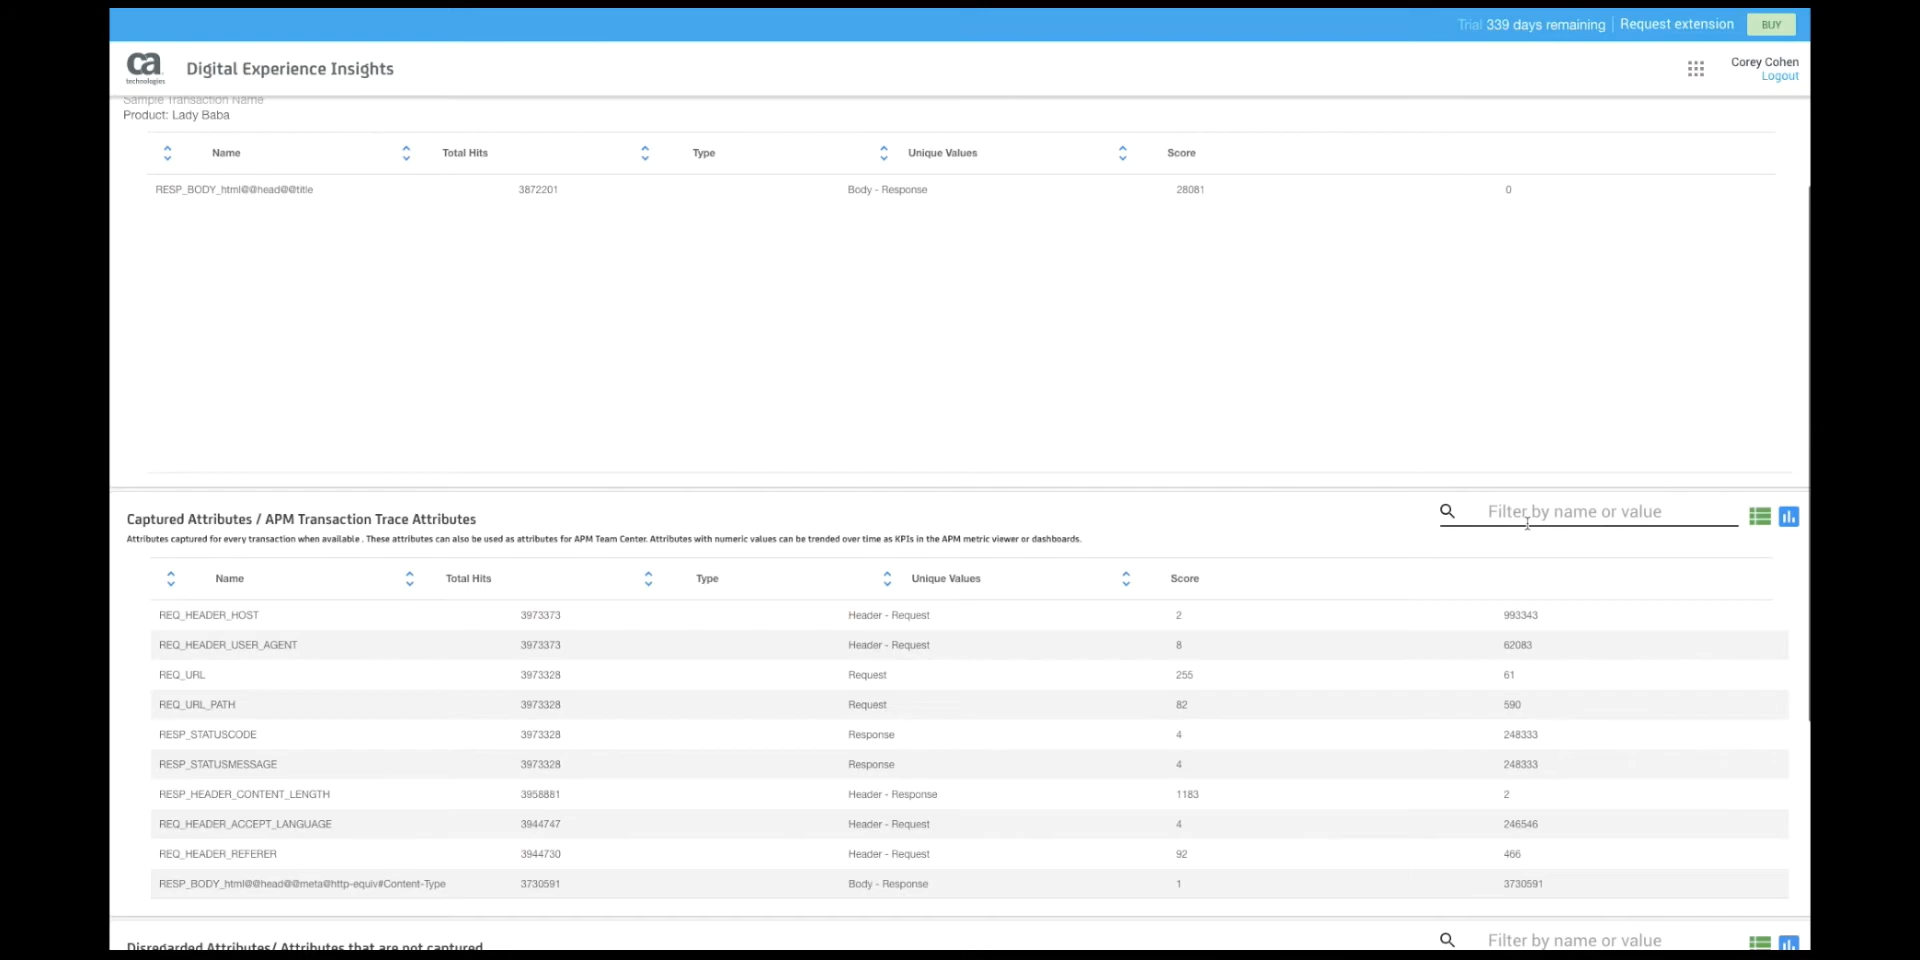 Trial 339 days remaining Request extension BUY
ca technologies Digital Experience Insights Corey Cohen
Logout
Sample Transaction Name
Product: Lady Baba
Name Total Hits Type Unique Values Score
RESP_BODY_html@@head@@title 3872201 Body - Response 28081 0
Captured Attributes / APM Transaction Trace Attributes Filter by name or value
Attributes captured for every transaction when available . These attributes can also be used as attributes for APM Team Center. Attributes with numeric values can be trended over time as KPIs in the APM metric viewer or dashboards.
Name Total Hits Type Unique Values Score
REQ_HEADER_HOST 3973373 Header - Request 2 993343
REQ_HEADER_USER_AGENT 3973373 Header - Request 8 62083
REQ_URL 3973328 Request 255 61
REQ_URL_PATH 3973328 Request 82 590
RESP_STATUSCODE 3973328 Response 4 248333
RESP_STATUSMESSAGE 3973328 Response 4 248333
RESP_HEADER_CONTENT_LENGTH 3958881 Header - Response 1183 2
REQ_HEADER_ACCEPT_LANGUAGE 3944747 Header - Request 4 246546
REQ_HEADER_REFERER 3944730 Header - Request 92 466
RESP_BODY_html@@head@@meta@http-equiv#Content-Type 3730591 Body - Response 1 3730591
Disregarded Attributes/ Attributes that are not captured Filter by name or value